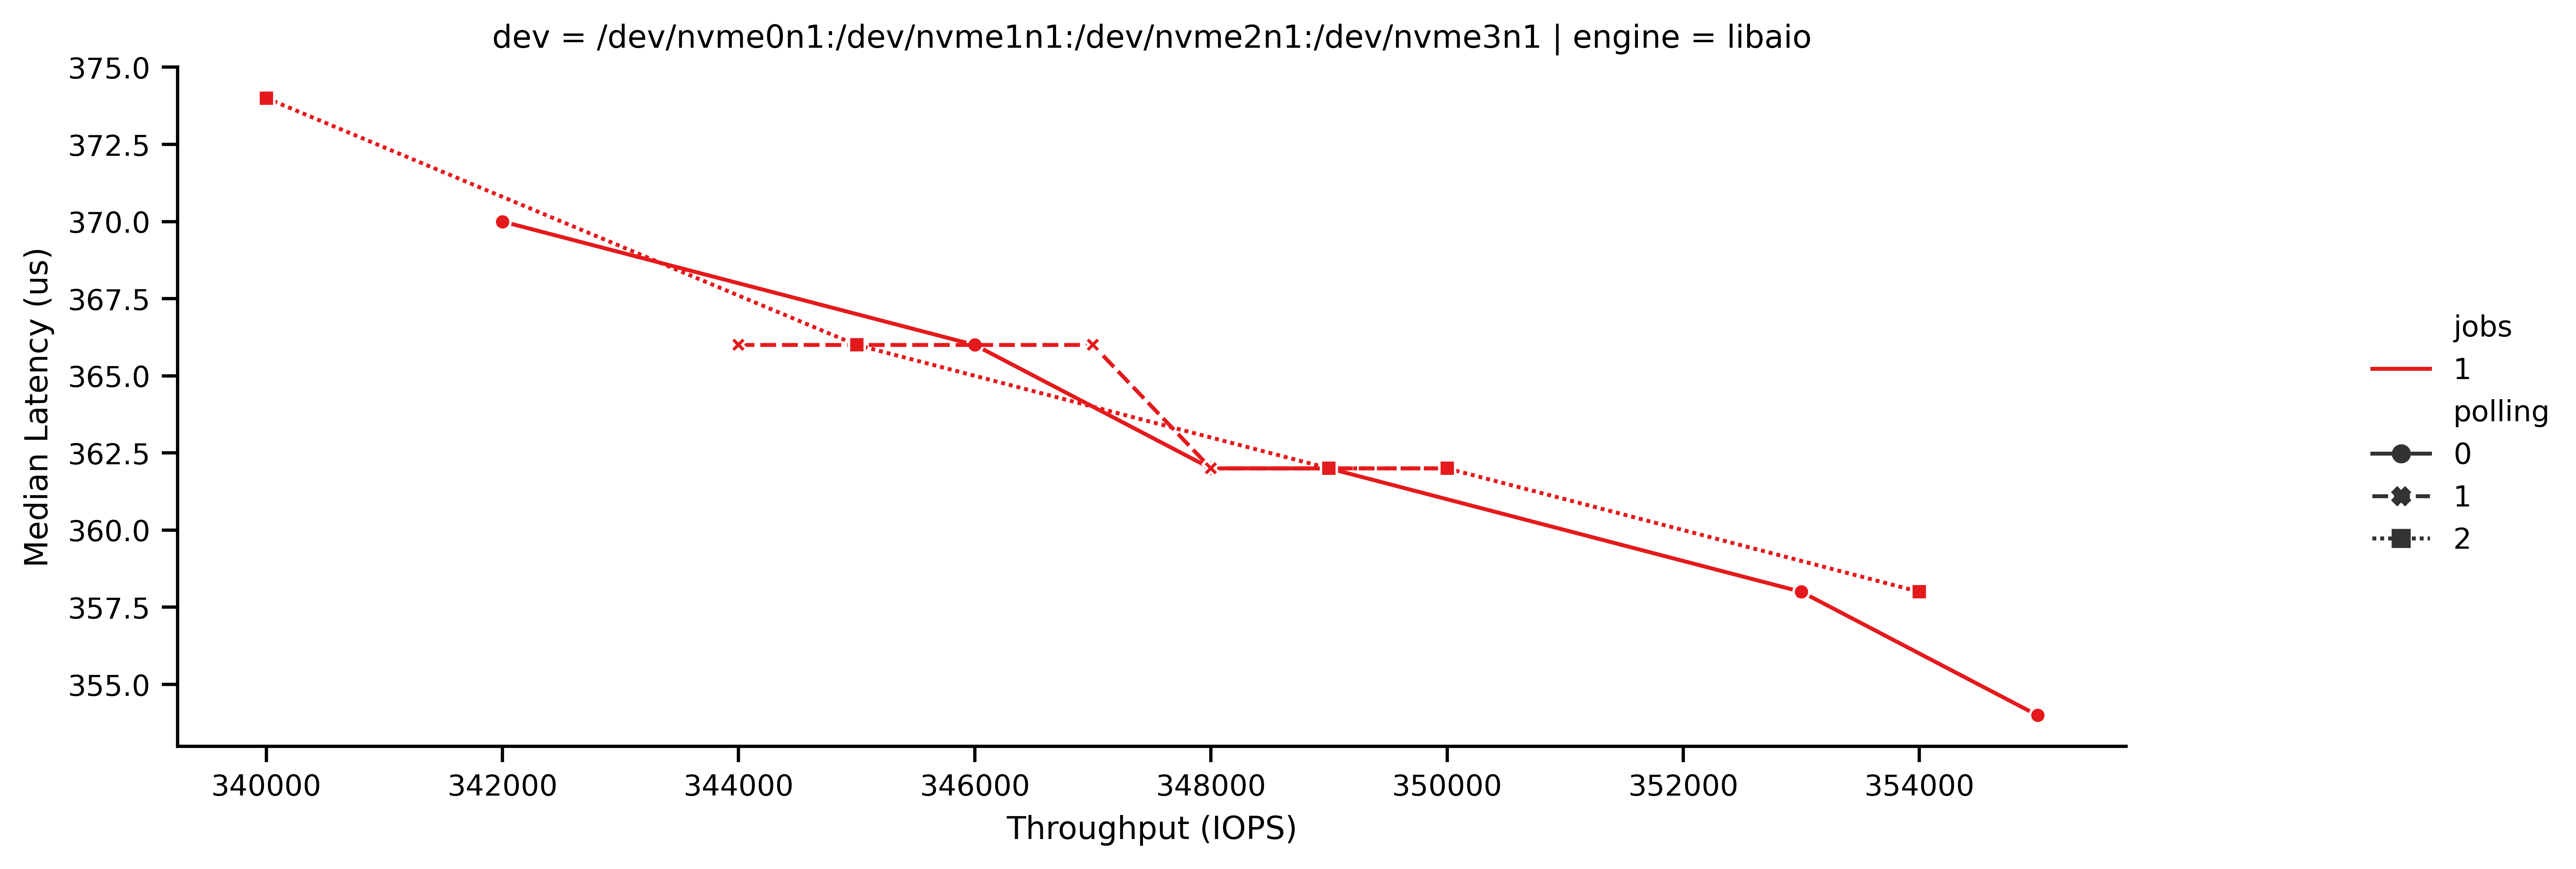 dev = /dev/nvme0n1:/dev/nvme1n1:/dev/nvme2n1:/dev/nvme3n1 | engine = libaio
375.0
372.5
370.0
367.5
365.0
362.5
360.0
357.5
355.0
Median Latency (us)
340000 342000 344000 346000 348000 350000 352000 354000
Throughput (IOPS)
jobs
1
polling
0
1
2